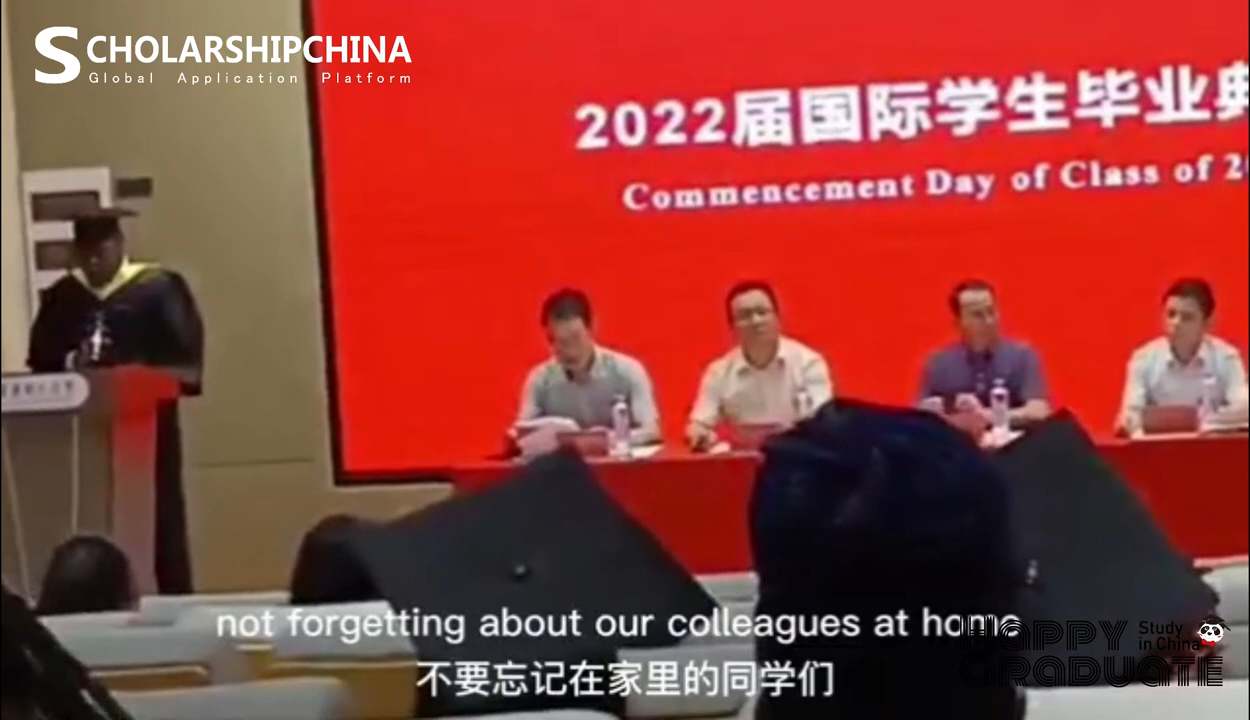 SCHOLARSHIPCHINA
Global Application Platform
2022届国际学生毕业典
Commencement Day of Class of 2
not forgetting about our colleagues at home
不要忘记在家里的同学们
HAPPY
Study
in China
GRADUATE